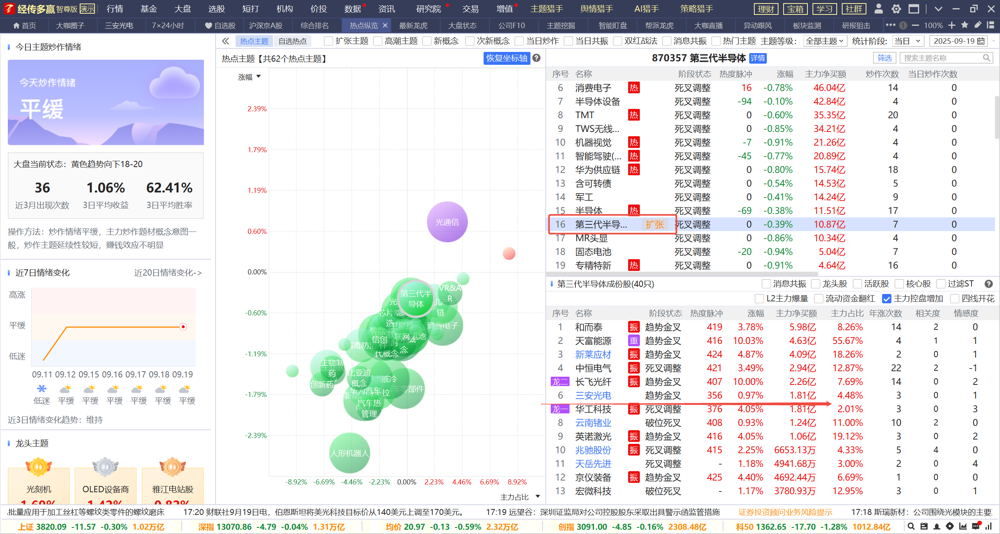 经传多赢 智尊版 演示 行情 基金 大盘 选股 短打 机构 价投 数据 资讯 研究院 交易 增值 主题猎手 舆情猎手 AI猎手 策略猎手 理财 宝箱 学习 社群
首页 大咖圈子 三安光电 7×24小时 自选股 沪深京A股 综合排名 热点纵览 最新龙虎 大盘状态 公司F10 主题挖掘 智能盯盘 帮派龙虎 大咖直播 异动跟风 板块监测 研报狙击 100%
今日主题炒作情绪
今天炒作情绪
平缓
大盘当前状态：黄色趋势向下18-20
36 1.06% 62.41%
近3月出现次数 3日平均收益 3日平均胜率
操作方法：炒作情绪平缓，主力炒作题材概念意图一
般，炒作主题延续性较短，赚钱效应不明显
近7日情绪变化 近20日情绪变化->
高涨
平缓
低迷
09.11 09.12 09.15 09.16 09.17 09.18 09.19
低迷 平缓 平缓 平缓 平缓 平缓 平缓
近3日情绪变化趋势：维持
龙头主题
光刻机 OLED设备商 雅江电站股
1.69% 1.42% 0.82%
热点主题 自选热点 扩张主题 高潮主题 新概念 次新概念 当日炒作 当日共振 双红战法 消息共振 热门主题 主题等级： 全部主题 统计阶段： 当日 2025-09-19
热点主题【共62个热点主题】 恢复坐标轴
涨幅
2.39%
1.79%
1.19%
0.60%
0.00%
-0.60%
-1.19%
-1.79%
-2.39%
光通信
第三代半
导体
VR&A
R
链
芯片
造
消费电子
信创
联网
电池
病毒防治
代概念
念
生物制
药
创新药
比亚迪
概念
液冷
汽车零部件
汽车热
管理
人形机器人
-8.92% -6.69% -4.46% -2.23% 0.00% 2.23% 4.46% 6.69% 8.92%
主力占比
870357 第三代半导体 详情 筛选 搜索主题名称
序号 名称 阶段状态 热度脉冲 涨幅 主力净买额 炒作次数 当日炒作次数
6 消费电子 热 死叉调整 16 -0.78% 46.04亿 14 0
7 半导体设备 死叉调整 -94 -0.10% 42.84亿 4 0
8 TMT 热 死叉调整 0 -0.60% 35.35亿 20 0
9 TWS无线... 死叉调整 0 -0.85% 34.21亿 4 0
10 机器视觉 热 死叉调整 -7 -0.91% 21.26亿 4 0
11 智能驾驶(... 热 死叉调整 -45 -0.77% 20.89亿 4 0
12 华为供应链 热 死叉调整 0 -0.80% 15.74亿 18 0
13 含可转债 死叉调整 0 -0.54% 14.53亿 5 0
14 军工 死叉调整 0 -0.41% 14.24亿 9 0
15 半导体 热 死叉调整 -69 -0.38% 11.51亿 17 0
16 第三代半导... 扩张 死叉调整 0 -0.39% 10.87亿 7 0
17 MR头显 死叉调整 0 -0.86% 10.34亿 4 0
18 固态电池 死叉调整 -20 -0.94% 5.04亿 7 0
19 专精特新 热 死叉调整 0 -0.91% 4.64亿 16 0
第三代半导体成份股(40只) 消息共振 龙头股 活跃股 核心股 过滤ST
L2主力爆量 流动资金翻红 主力控盘增加 四线开花
序号 名称 阶段状态 热度脉冲 涨幅 主力净买额 主力占比 年涨次数 相关度 情感度
1 和而泰 振 趋势金叉 419 3.78% 5.98亿 8.26% 14 2 0
2 天富能源 重 趋势金叉 416 10.03% 4.63亿 55.67% 4 1 1
3 新莱应材 振 趋势金叉 424 4.87% 4.09亿 18.26% 2 0 1
4 中恒电气 振 死叉调整 421 3.49% 2.94亿 12.87% 22 2 -1
龙二 长飞光纤 振 趋势金叉 407 10.00% 2.26亿 7.69% 14 0 2
6 三安光电 趋势金叉 356 0.97% 1.81亿 4.48% 3 0 1
龙一 华工科技 振 死叉调整 376 4.05% 1.81亿 2.01% 3 0 3
8 云南锗业 破位死叉 408 0.93% 1.24亿 11.00% 10 2 0
9 英诺激光 振 趋势金叉 416 4.05% 1.06亿 19.12% 3 0 2
10 兆驰股份 振 死叉调整 415 2.25% 6653.13万 4.33% 5 4 0
11 天岳先进 死叉调整 - 1.18% 4941.68万 3.00% 2 0 4
12 京仪装备 振 趋势金叉 425 4.40% 4692.44万 6.69% 1 0 0
13 宏微科技 破位死叉 - 1.17% 3780.93万 12.95% 3 0 1
批量应用于加工丝杠等螺纹类零件的螺纹磨床 17:20 财联社9月19日电，伯恩斯坦将美光科技目标价从140美元上调至170美元。 17:19 远望谷：深圳证监局对公司控股股东采取出具警示函监管措施 证券投资顾问业务风险提示 17:18 斯瑞新材：公司围绕光模块的主要
上证 3820.09 -11.57 -0.30% 1.02万亿 深指 13070.86 -4.79 -0.04% 1.31万亿 均价 20.97 -0.13 -0.59% 2.32万亿 创指 3091.00 -4.85 -0.16% 2308.48亿 科50 1362.65 -17.70 -1.28% 1012.84亿